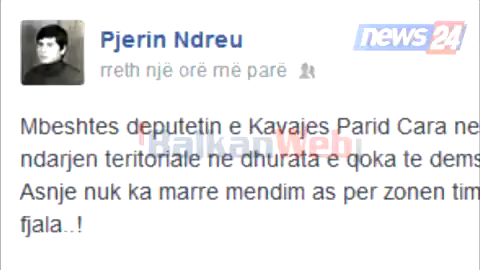 Pjerin Ndreu
news24
rreth një orë më parë
Mbeshtes deputetin e Kavajes Parid Cara ne
BalkanWeb
ndarjen teritoriale ne dhurata e qoka te dems
Asnje nuk ka marre mendim as per zonen tim
fjala..!